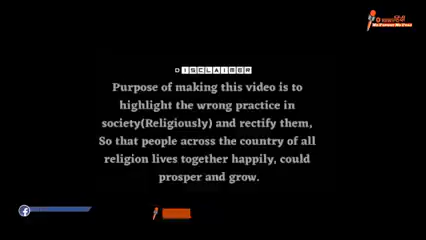 DISCLAIMER
Purpose of making this video is to
highlight the wrong practice in
society(Religiously) and rectify them,
So that people across the country of all
religion lives together happily, could
prosper and grow.